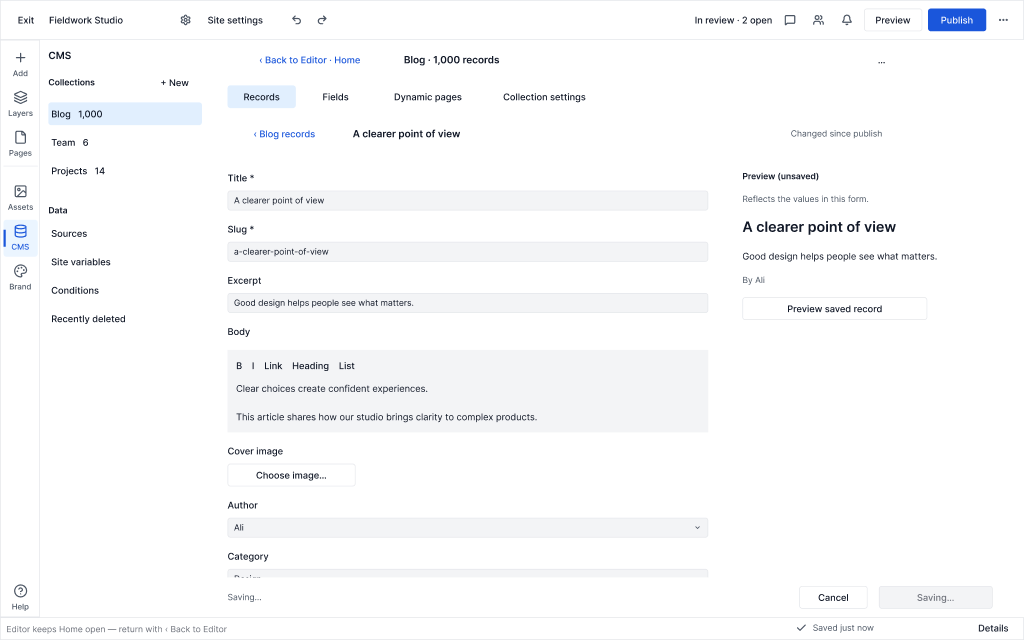 Exit Fieldwork Studio Site settings In review · 2 open Preview Publish
Add
Layers
Pages
Assets
CMS
Brand
Help
CMS
Collections + New
Blog 1,000
Team 6
Projects 14
Data
Sources
Site variables
Conditions
Recently deleted
‹ Back to Editor · Home Blog · 1,000 records ...
Records Fields Dynamic pages Collection settings
‹ Blog records A clearer point of view Changed since publish
Title *
A clearer point of view
Slug *
a-clearer-point-of-view
Excerpt
Good design helps people see what matters.
Body
B I Link Heading List
Clear choices create confident experiences.
This article shares how our studio brings clarity to complex products.
Cover image
Choose image...
Author
Ali
Category
Preview (unsaved)
Reflects the values in this form.
A clearer point of view
Good design helps people see what matters.
By Ali
Preview saved record
Saving... Cancel Saving...
Editor keeps Home open — return with ‹ Back to Editor Saved just now Details